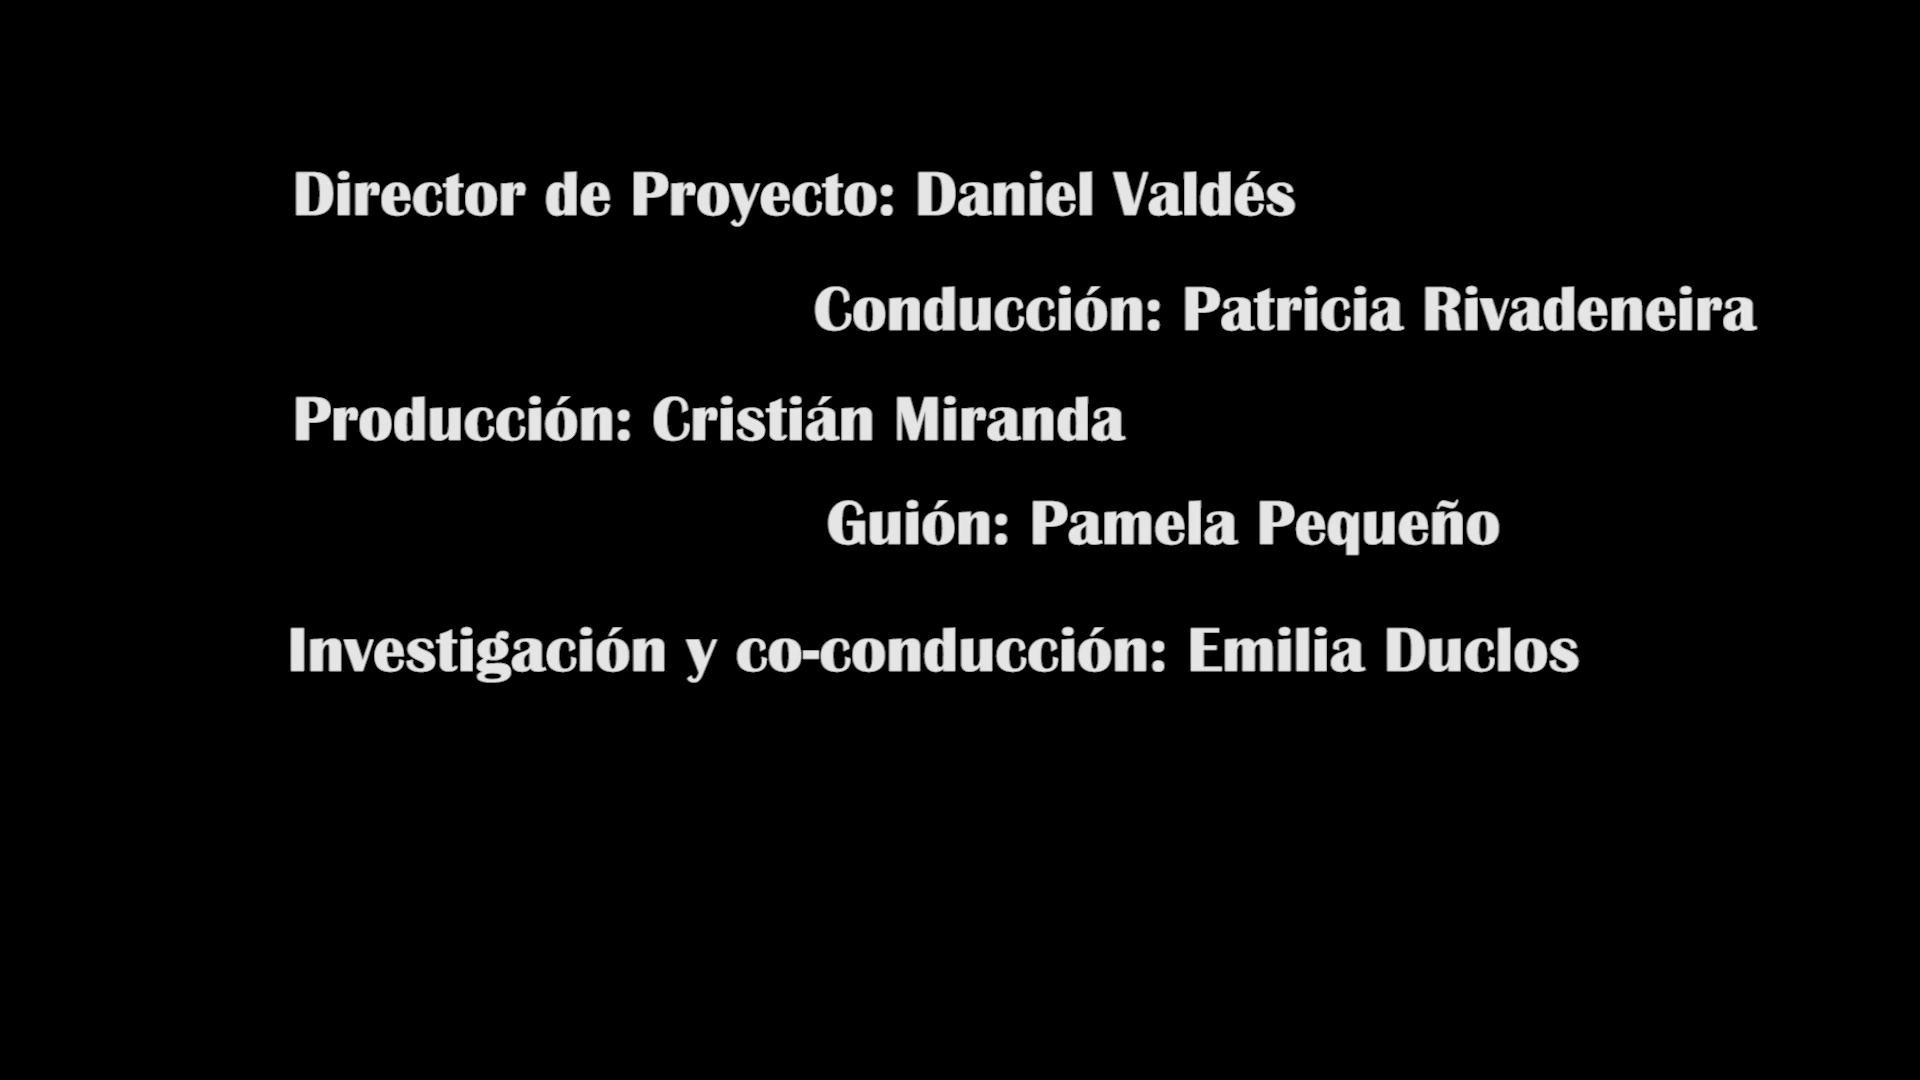 Director de Proyecto: Daniel Valdés
Conducción: Patricia Rivadeneira
Producción: Cristián Miranda
Guión: Pamela Pequeño
Investigación y co-conducción: Emilia Duclos